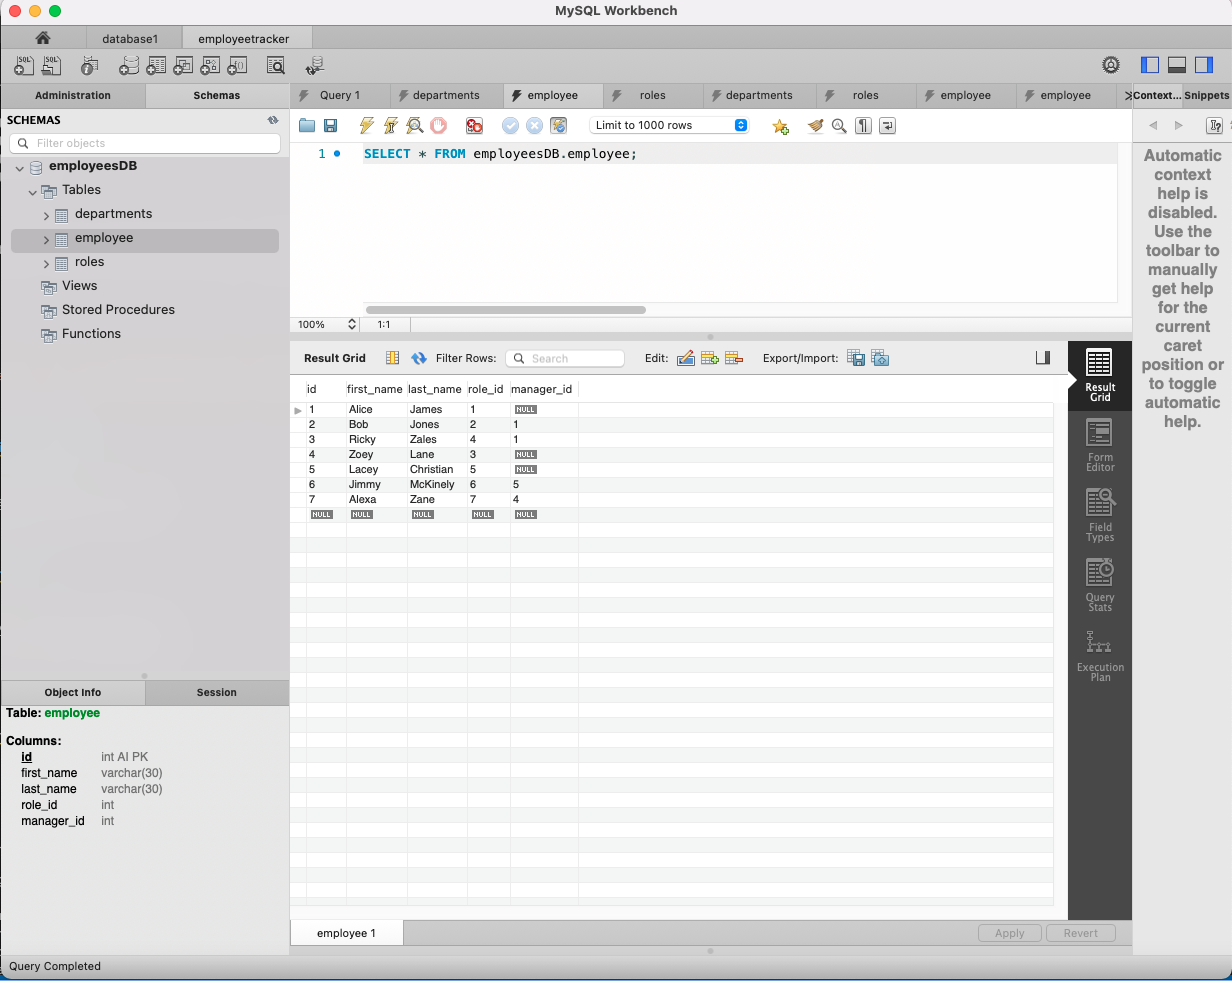 MySQL Workbench
database1
employeetracker
Administration
Schemas
Query 1
departments
employee
roles
departments
roles
employee
employee
Context...
Snippets
SCHEMAS
Filter objects
employeesDB
Tables
departments
employee
roles
Views
Stored Procedures
Functions
Limit to 1000 rows
1 SELECT * FROM employeesDB.employee;
100% 1:1
Automatic
context
help is
disabled.
Use the
toolbar to
manually
get help
for the
current
caret
position or
to toggle
automatic
help.
Result Grid
Filter Rows:
Search
Edit:
Export/Import:
id first_name last_name role_id manager_id
1 Alice James 1 NULL
2 Bob Jones 2 1
3 Ricky Zales 4 1
4 Zoey Lane 3 NULL
5 Lacey Christian 5 NULL
6 Jimmy McKinely 6 5
7 Alexa Zane 7 4
NULL NULL NULL NULL NULL
Result
Grid
Form
Editor
Field
Types
Query
Stats
Execution
Plan
Object Info
Session
Table: employee
Columns:
id int AI PK
first_name varchar(30)
last_name varchar(30)
role_id int
manager_id int
employee 1
Apply
Revert
Query Completed